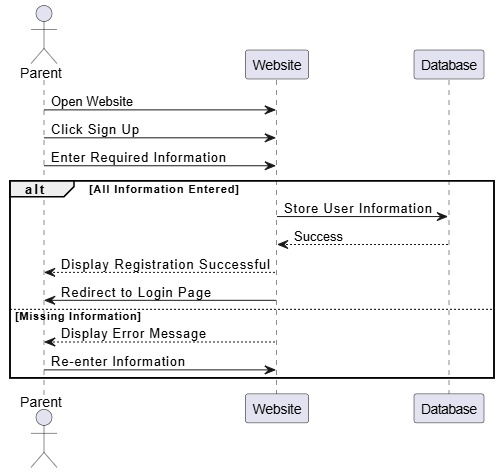 Parent
Website
Database
Open Website
Click Sign Up
Enter Required Information
alt
[All Information Entered]
Store User Information
Success
Display Registration Successful
Redirect to Login Page
[Missing Information]
Display Error Message
Re-enter Information
Parent
Website
Database